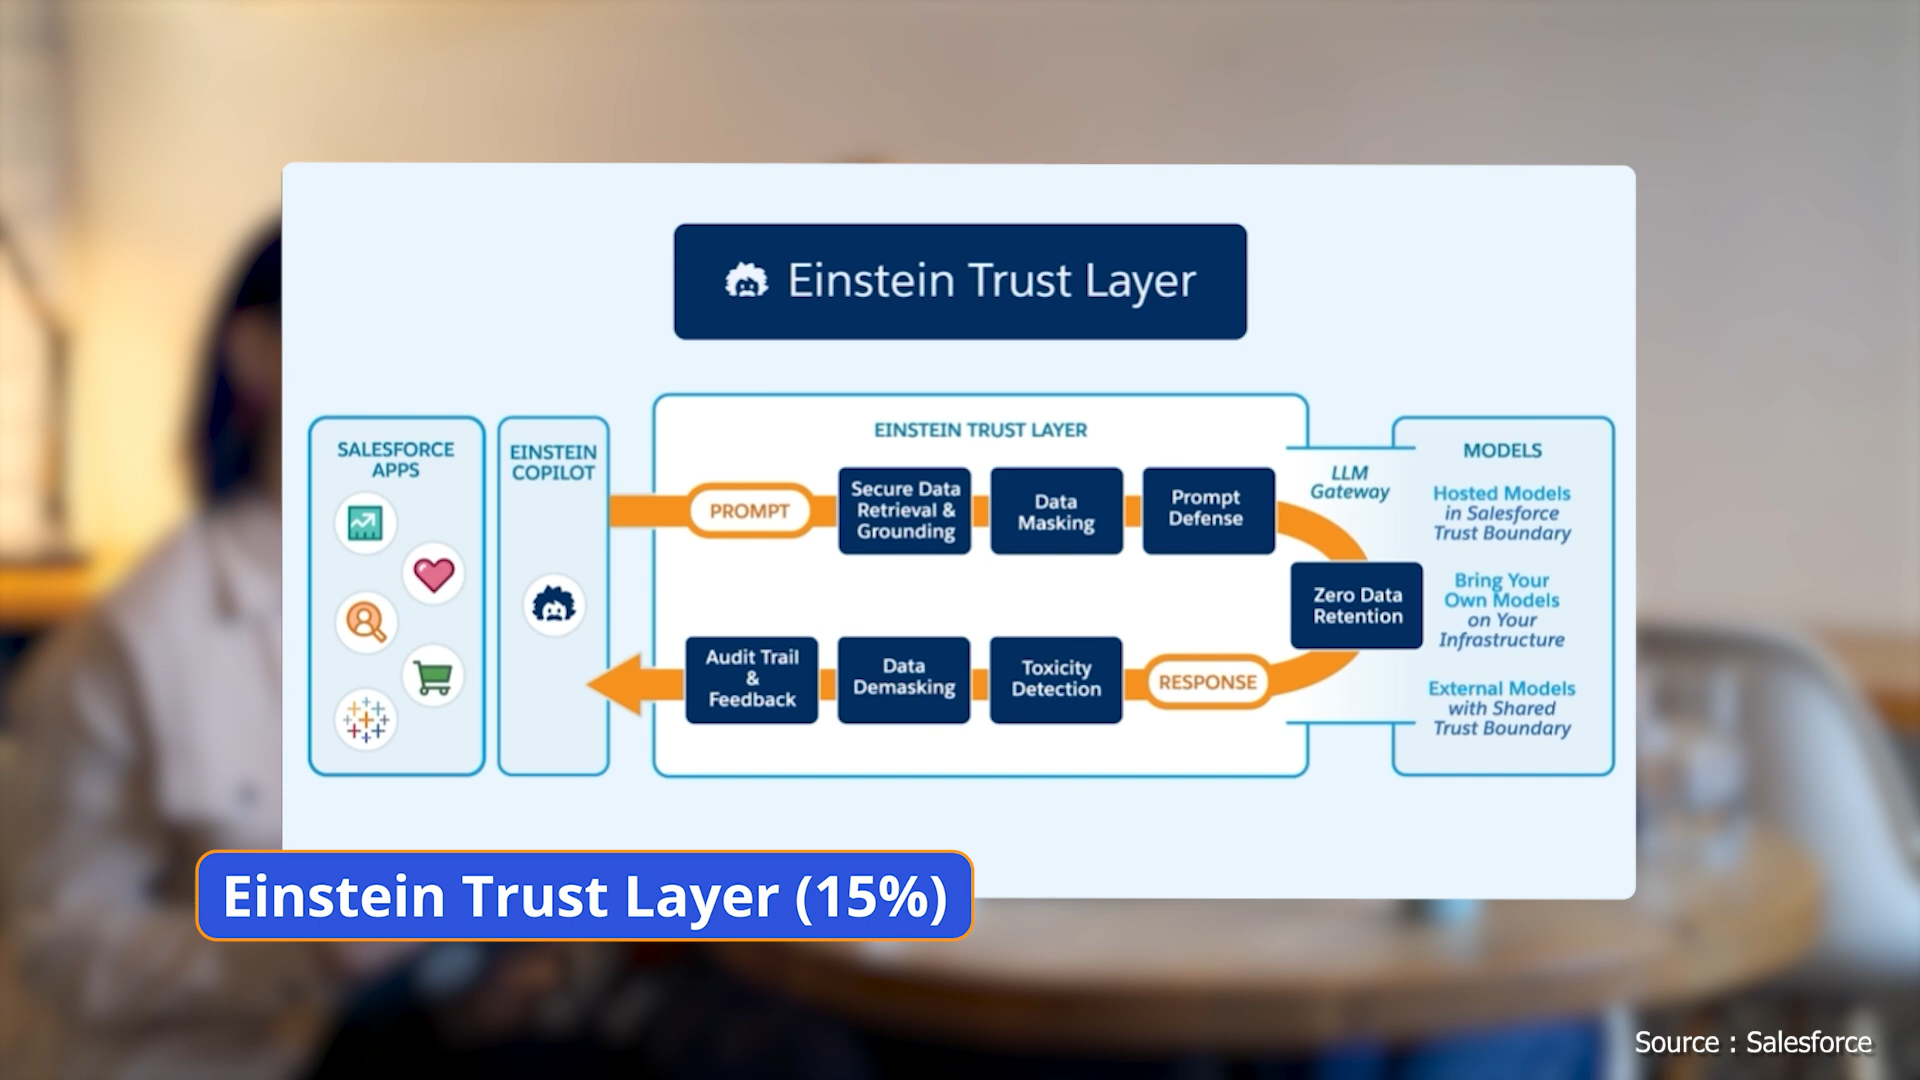 Einstein Trust Layer
SALESFORCE
APPS
EINSTEIN
COPILOT
EINSTEIN TRUST LAYER
PROMPT
Secure Data
Retrieval &
Grounding
Data
Masking
Prompt
Defense
LLM
Gateway
Zero Data
Retention
RESPONSE
Toxicity
Detection
Data
Demasking
Audit Trail
&
Feedback
MODELS
Hosted Models
in Salesforce
Trust Boundary
Bring Your
Own Models
on Your
Infrastructure
External Models
with Shared
Trust Boundary
Einstein Trust Layer (15%)
Source : Salesforce